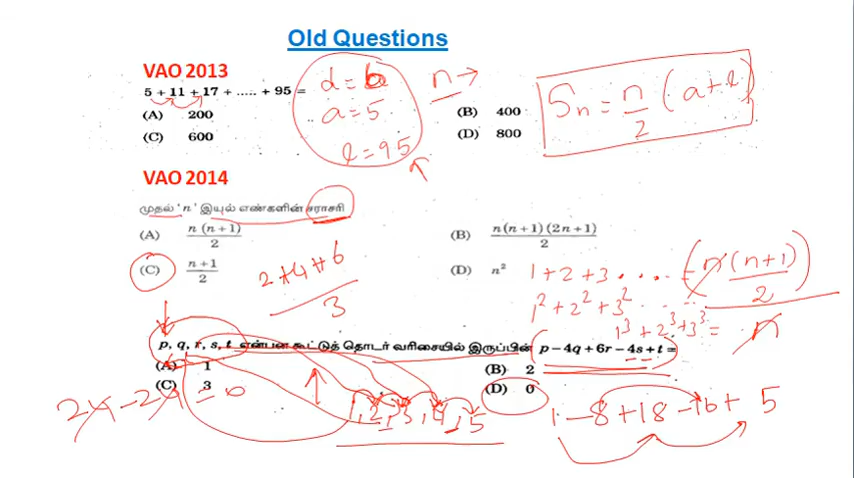 Old Questions
VAO 2013
5 + 11 + 17 + ..... + 95 =
(A) 200
(B) 400
(C) 600
(D) 800
d = 6
a = 5
l = 95
n →
Sn = n/2 (a + l)
VAO 2014
முதல் 'n' இயல் எண்களின் சராசரி
(A) n (n+1)/2
(B) n(n+1)(2n+1)/2
(C) n+1/2
(D) n²
2+4+6/3
1+2+3 .... = n(n+1)/2
1²+2²+3² ...
1³+2³+3³ =
n
p, q, r, s, t என்பன கூட்டுத் தொடர் வரிசையில் இருப்பின் p − 4q + 6r − 4s + t =
(A) 1
(B) 2
(C) 3
(D) 0
2x − 2x = 0
1, 2, 3, 4, 5
1 − 8 + 18 − 16 + 5